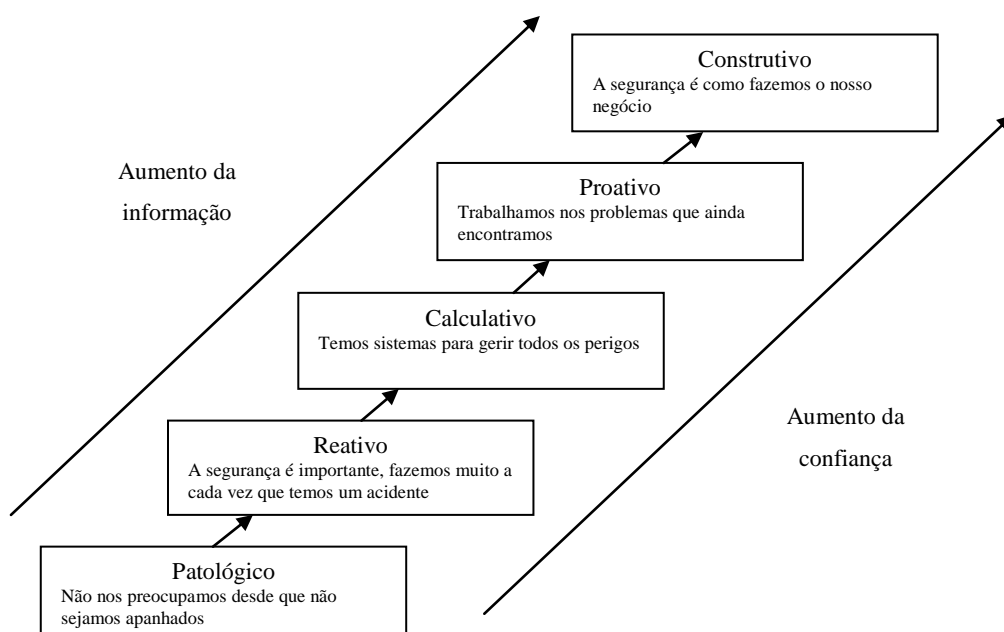 Construtivo
A segurança é como fazemos o nosso
negócio
Aumento da
informação
Proativo
Trabalhamos nos problemas que ainda
encontramos
Calculativo
Temos sistemas para gerir todos os perigos
Aumento da
confiança
Reativo
A segurança é importante, fazemos muito a
cada vez que temos um acidente
Patológico
Não nos preocupamos desde que não
sejamos apanhados